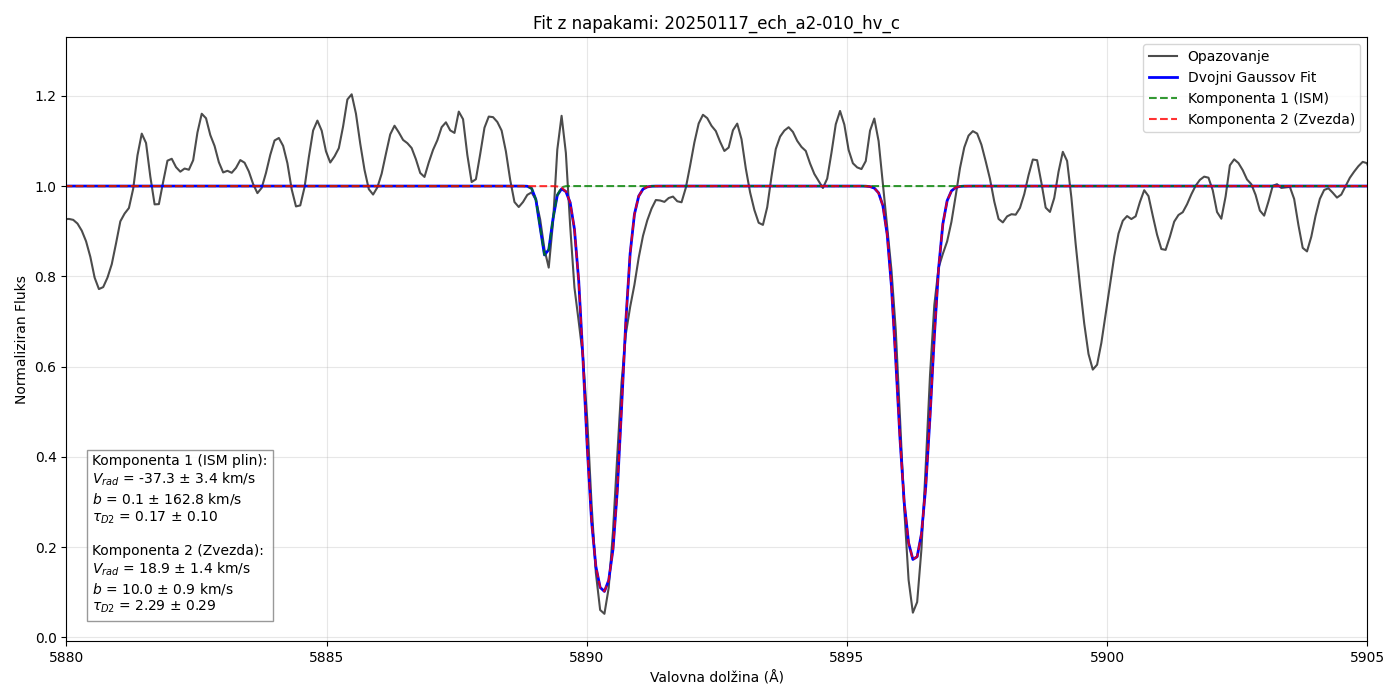 Fit z napakami: 20250117_ech_a2-010_hv_c
Opazovanje
Dvojni Gaussov Fit
Komponenta 1 (ISM)
Komponenta 2 (Zvezda)
1.2
1.0
0.8
0.6
0.4
0.2
0.0
Normaliziran Fluks
Komponenta 1 (ISM plin):
V_rad = -37.3 ± 3.4 km/s
b = 0.1 ± 162.8 km/s
τ_D2 = 0.17 ± 0.10
Komponenta 2 (Zvezda):
V_rad = 18.9 ± 1.4 km/s
b = 10.0 ± 0.9 km/s
τ_D2 = 2.29 ± 0.29
5880 5885 5890 5895 5900 5905
Valovna dolžina (Å)